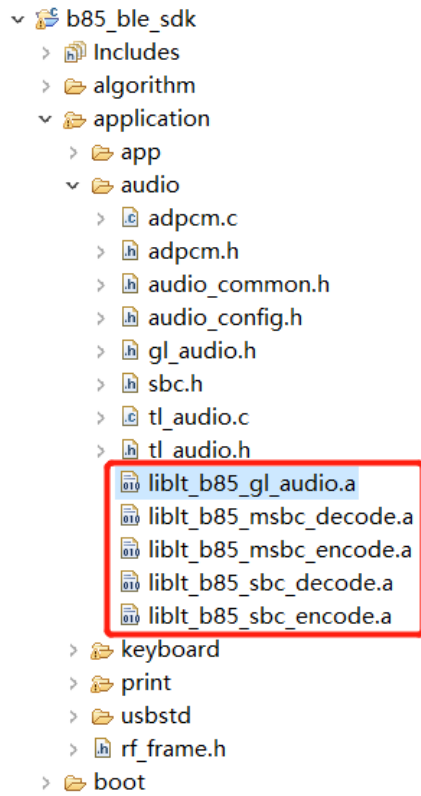 b85_ble_sdk
Includes
algorithm
application
app
audio
adpcm.c
adpcm.h
audio_common.h
audio_config.h
gl_audio.h
sbc.h
tl_audio.c
tl_audio.h
liblt_b85_gl_audio.a
liblt_b85_msbc_decode.a
liblt_b85_msbc_encode.a
liblt_b85_sbc_decode.a
liblt_b85_sbc_encode.a
keyboard
print
usbstd
rf_frame.h
boot